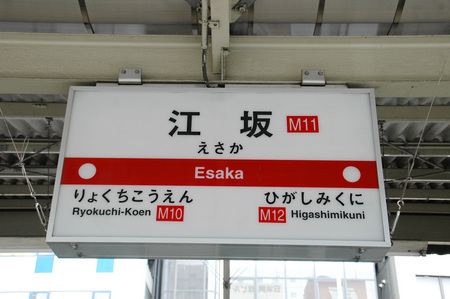 江坂 M11
えさか
Esaka
りょくちこうえん ひがしみくに
Ryokuchi-Koen M10 M12 Higashimikuni